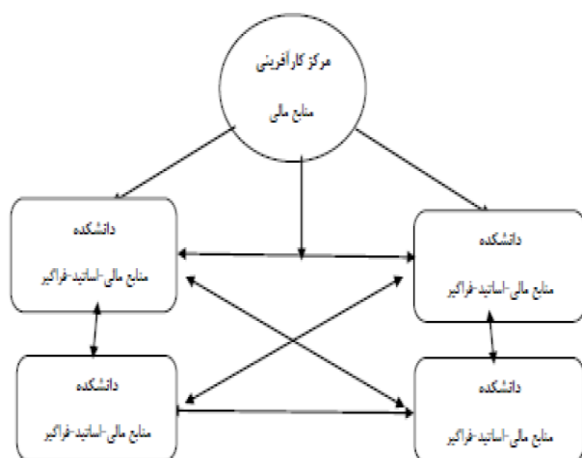 مرکز کارآفرینی
منابع مالی
دانشکده
منابع مالی-اساتید-فراگیر
دانشکده
منابع مالی-اساتید-فراگیر
دانشکده
منابع مالی-اساتید-فراگیر
دانشکده
منابع مالی-اساتید-فراگیر